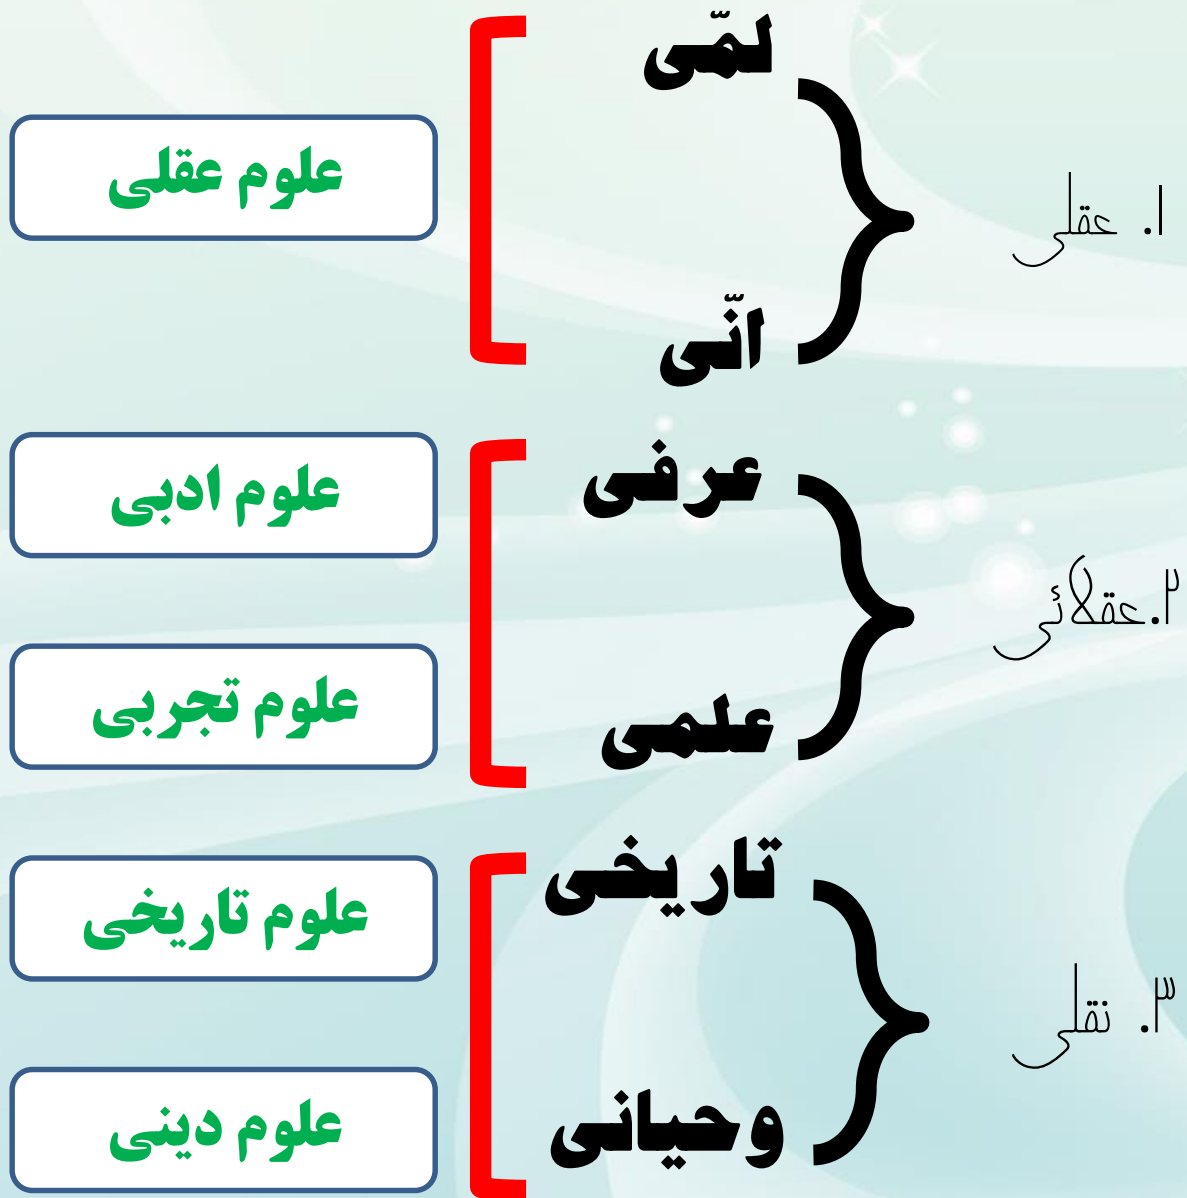 ۱. عقلی
لمّی
انّی
علوم عقلی
۲.عقلائی
عرفی
علمی
علوم ادبی
علوم تجربی
۳. نقلی
تاریخی
وحیانی
علوم تاریخی
علوم دینی